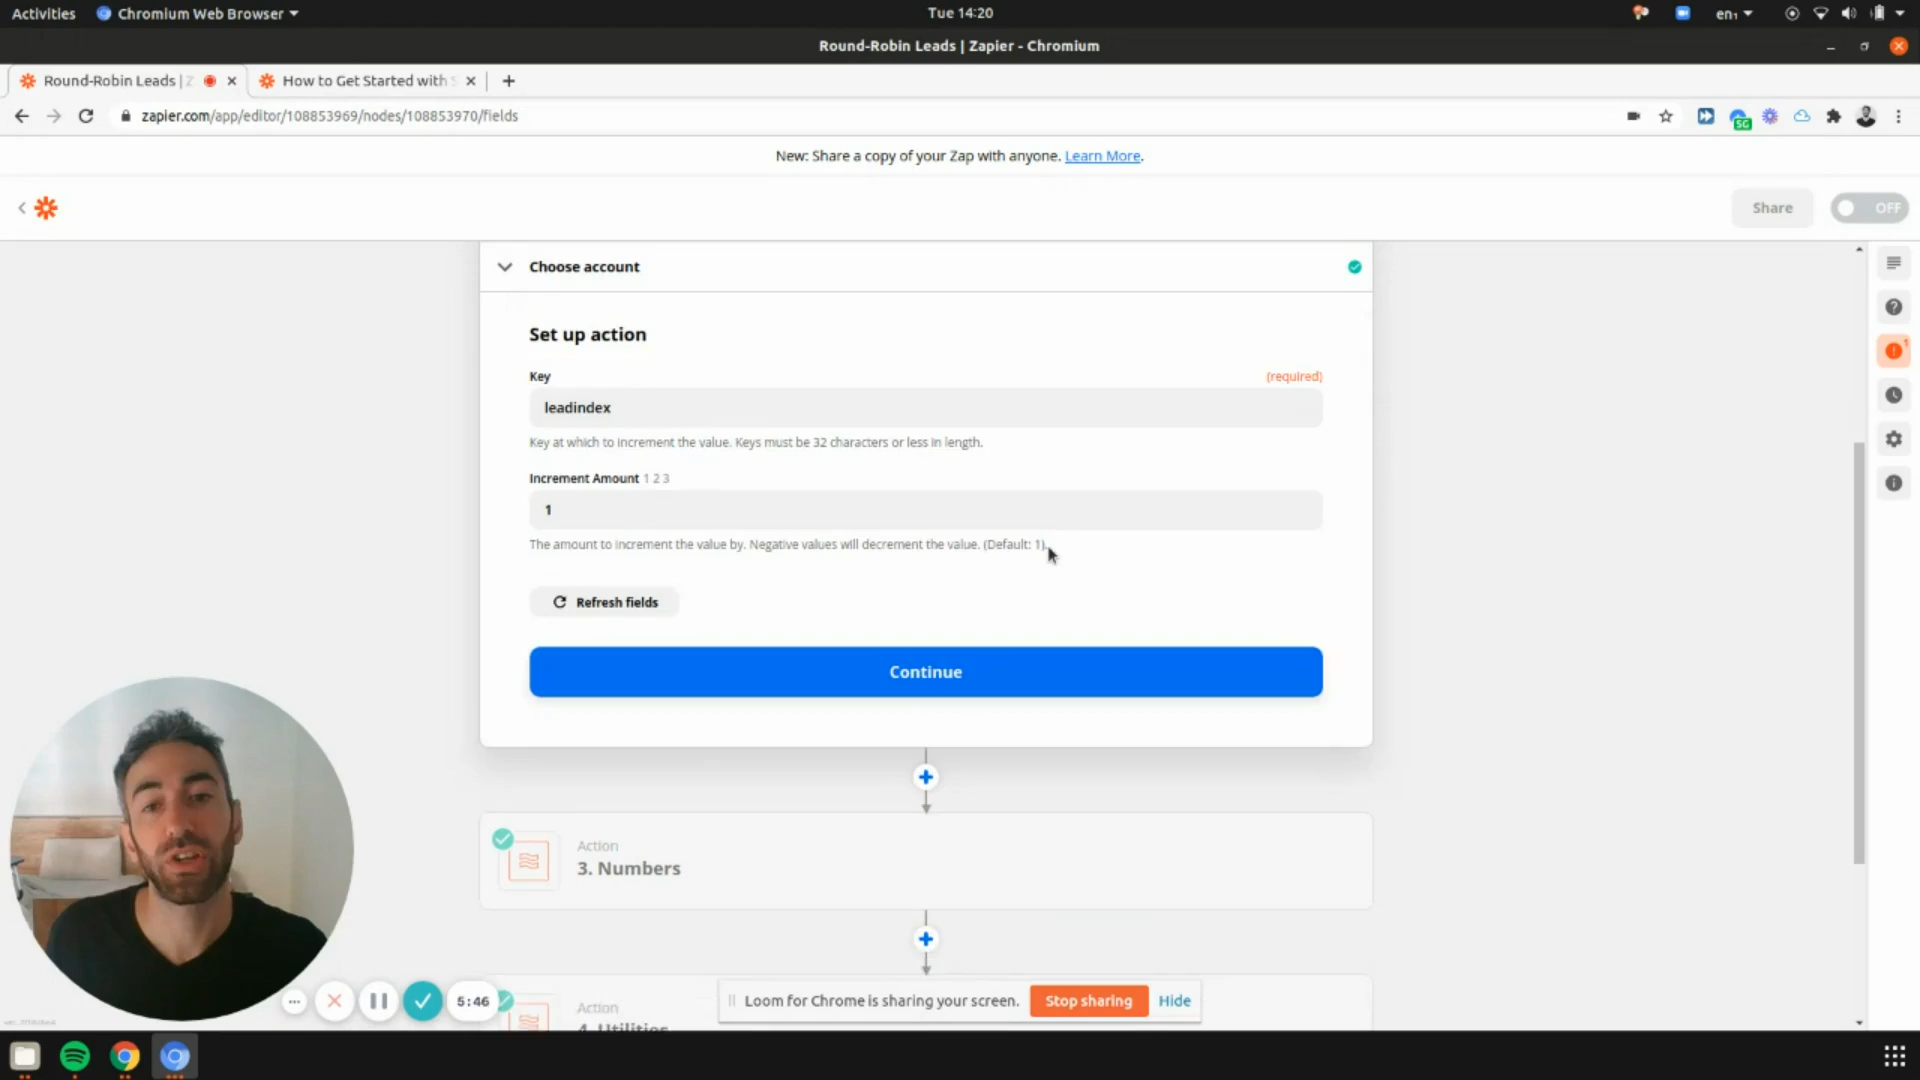 Activities
Chromium Web Browser
Tue 14:20
en₁
Round-Robin Leads | Zapier - Chromium
Round-Robin Leads | Z
How to Get Started with S
zapier.com/app/editor/108853969/nodes/108853970/fields
SG
New: Share a copy of your Zap with anyone. Learn More.
Share
OFF
Choose account
Set up action
Key
(required)
leadindex
Key at which to increment the value. Keys must be 32 characters or less in length.
Increment Amount 1 2 3
1
The amount to increment the value by. Negative values will decrement the value. (Default: 1).
Refresh fields
Continue
1
Action
3. Numbers
Action
4. Utilities
5:46
Loom for Chrome is sharing your screen.
Stop sharing
Hide